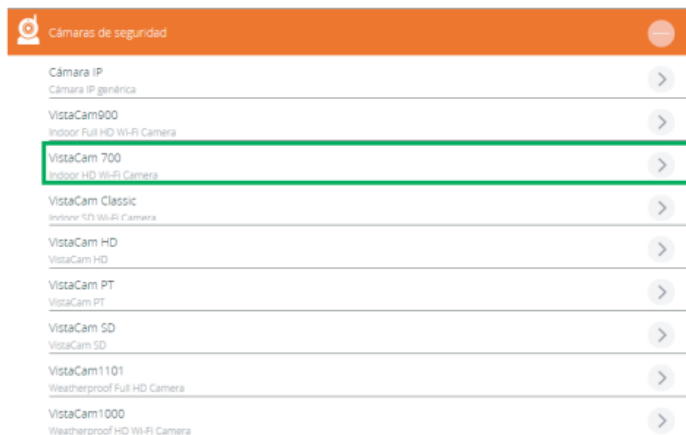 Cámaras de seguridad
Cámara IP
Cámara IP genérica
VistaCam900
Indoor Full HD Wi-Fi Camera
VistaCam 700
Indoor HD Wi-Fi Camera
VistaCam Classic
Indoor SD Wi-Fi Camera
VistaCam HD
VistaCam HD
VistaCam PT
VistaCam PT
VistaCam SD
VistaCam SD
VistaCam1101
Weatherproof Full HD Camera
VistaCam1000
Weatherproof HD Wi-Fi Camera